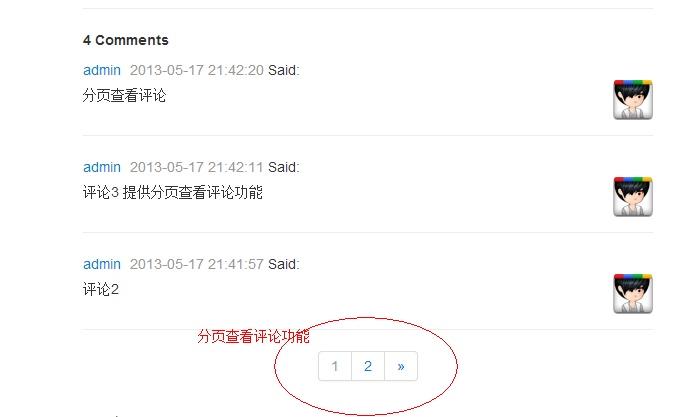 4 Comments
admin 2013-05-17 21:42:20 Said:
分页查看评论
admin 2013-05-17 21:42:11 Said:
评论3 提供分页查看评论功能
admin 2013-05-17 21:41:57 Said:
评论2
分页查看评论功能
1 2 »